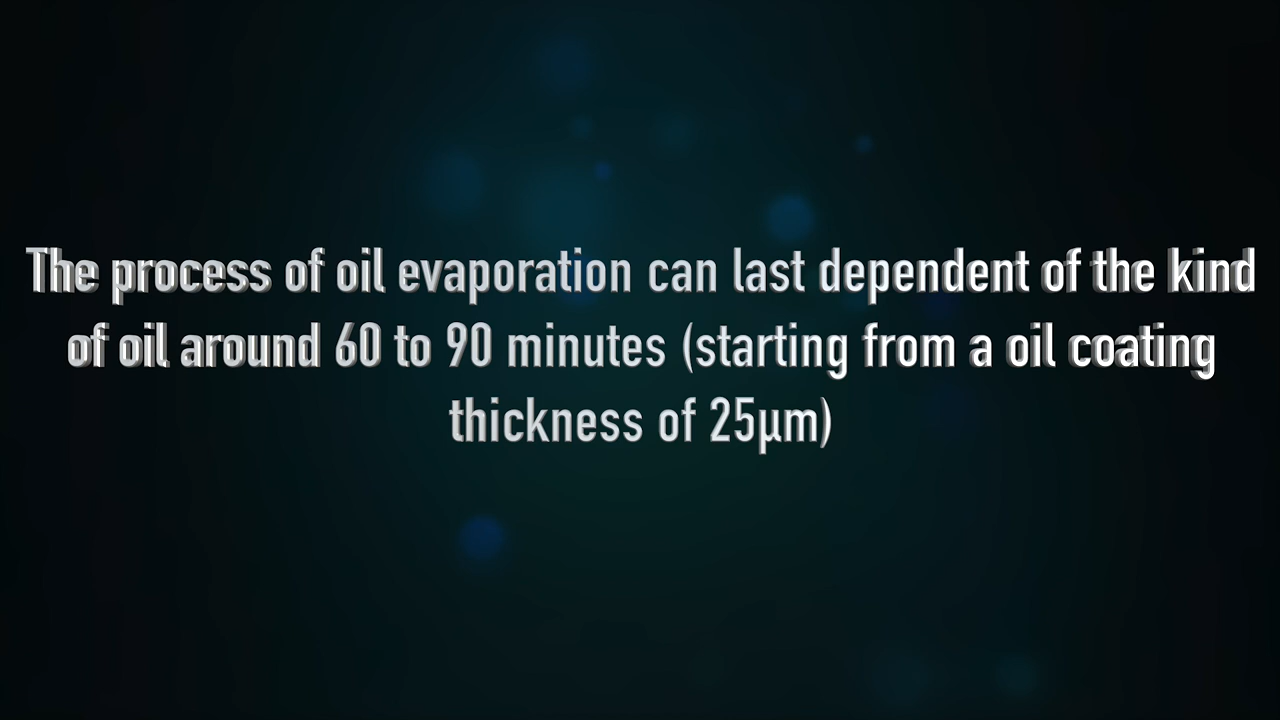 The process of oil evaporation can last dependent of the kind
of oil around 60 to 90 minutes (starting from a oil coating
thickness of 25µm)